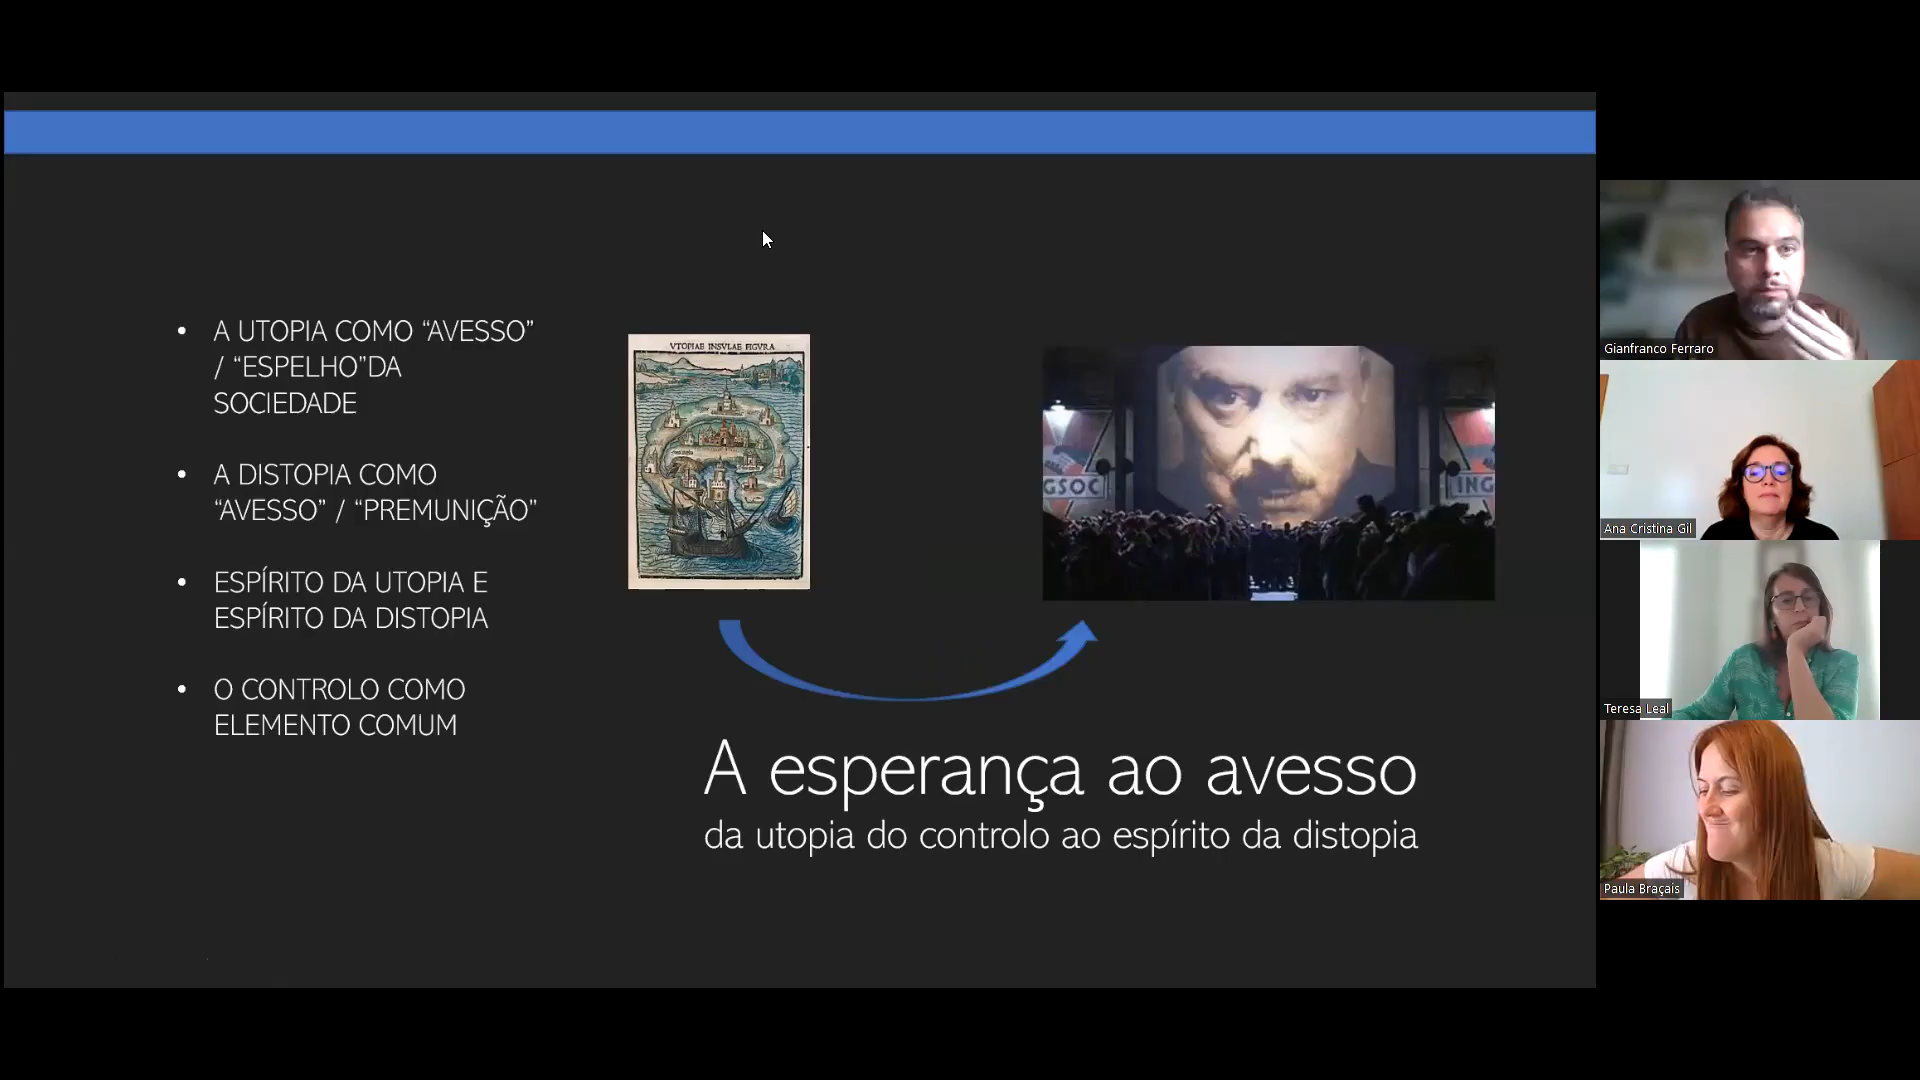 • A UTOPIA COMO “AVESSO”
/ “ESPELHO”DA
SOCIEDADE
• A DISTOPIA COMO
“AVESSO” / “PREMUNIÇÃO”
• ESPÍRITO DA UTOPIA E
ESPÍRITO DA DISTOPIA
• O CONTROLO COMO
ELEMENTO COMUM
VTOPIAE INSVLAE FIGVRA
GSOC
ING
A esperança ao avesso
da utopia do controlo ao espírito da distopia
Gianfranco Ferraro
Ana Cristina Gil
Teresa Leal
Paula Braçais